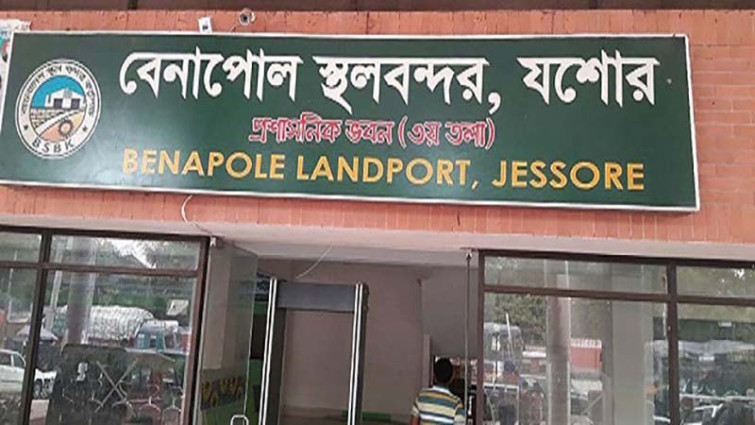 বেনাপোল স্থলবন্দর, যশোর
প্রশাসনিক ভবন (৩য় তলা)
BENAPOLE LANDPORT, JESSORE
BSBK